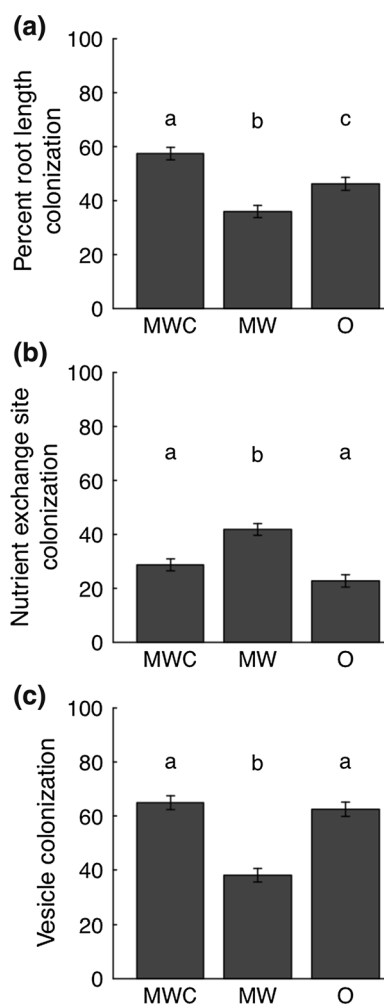 (a)
Percent root length
colonization
100
80
60
40
20
0
a b c
MWC MW O
(b)
Nutrient exchange site
colonization
100
80
60
40
20
0
a b a
MWC MW O
(c)
Vesicle colonization
100
80
60
40
20
0
a b a
MWC MW O